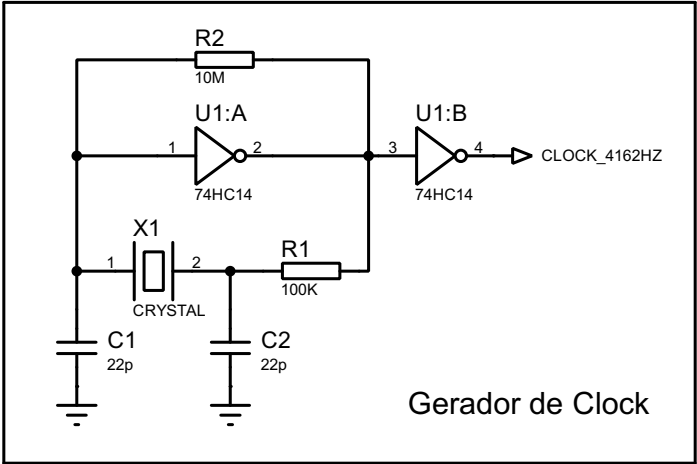 R2
10M
U1:A
1
2
74HC14
U1:B
3
4
74HC14
CLOCK_4162HZ
X1
1
2
CRYSTAL
R1
100K
C1
22p
C2
22p
Gerador de Clock